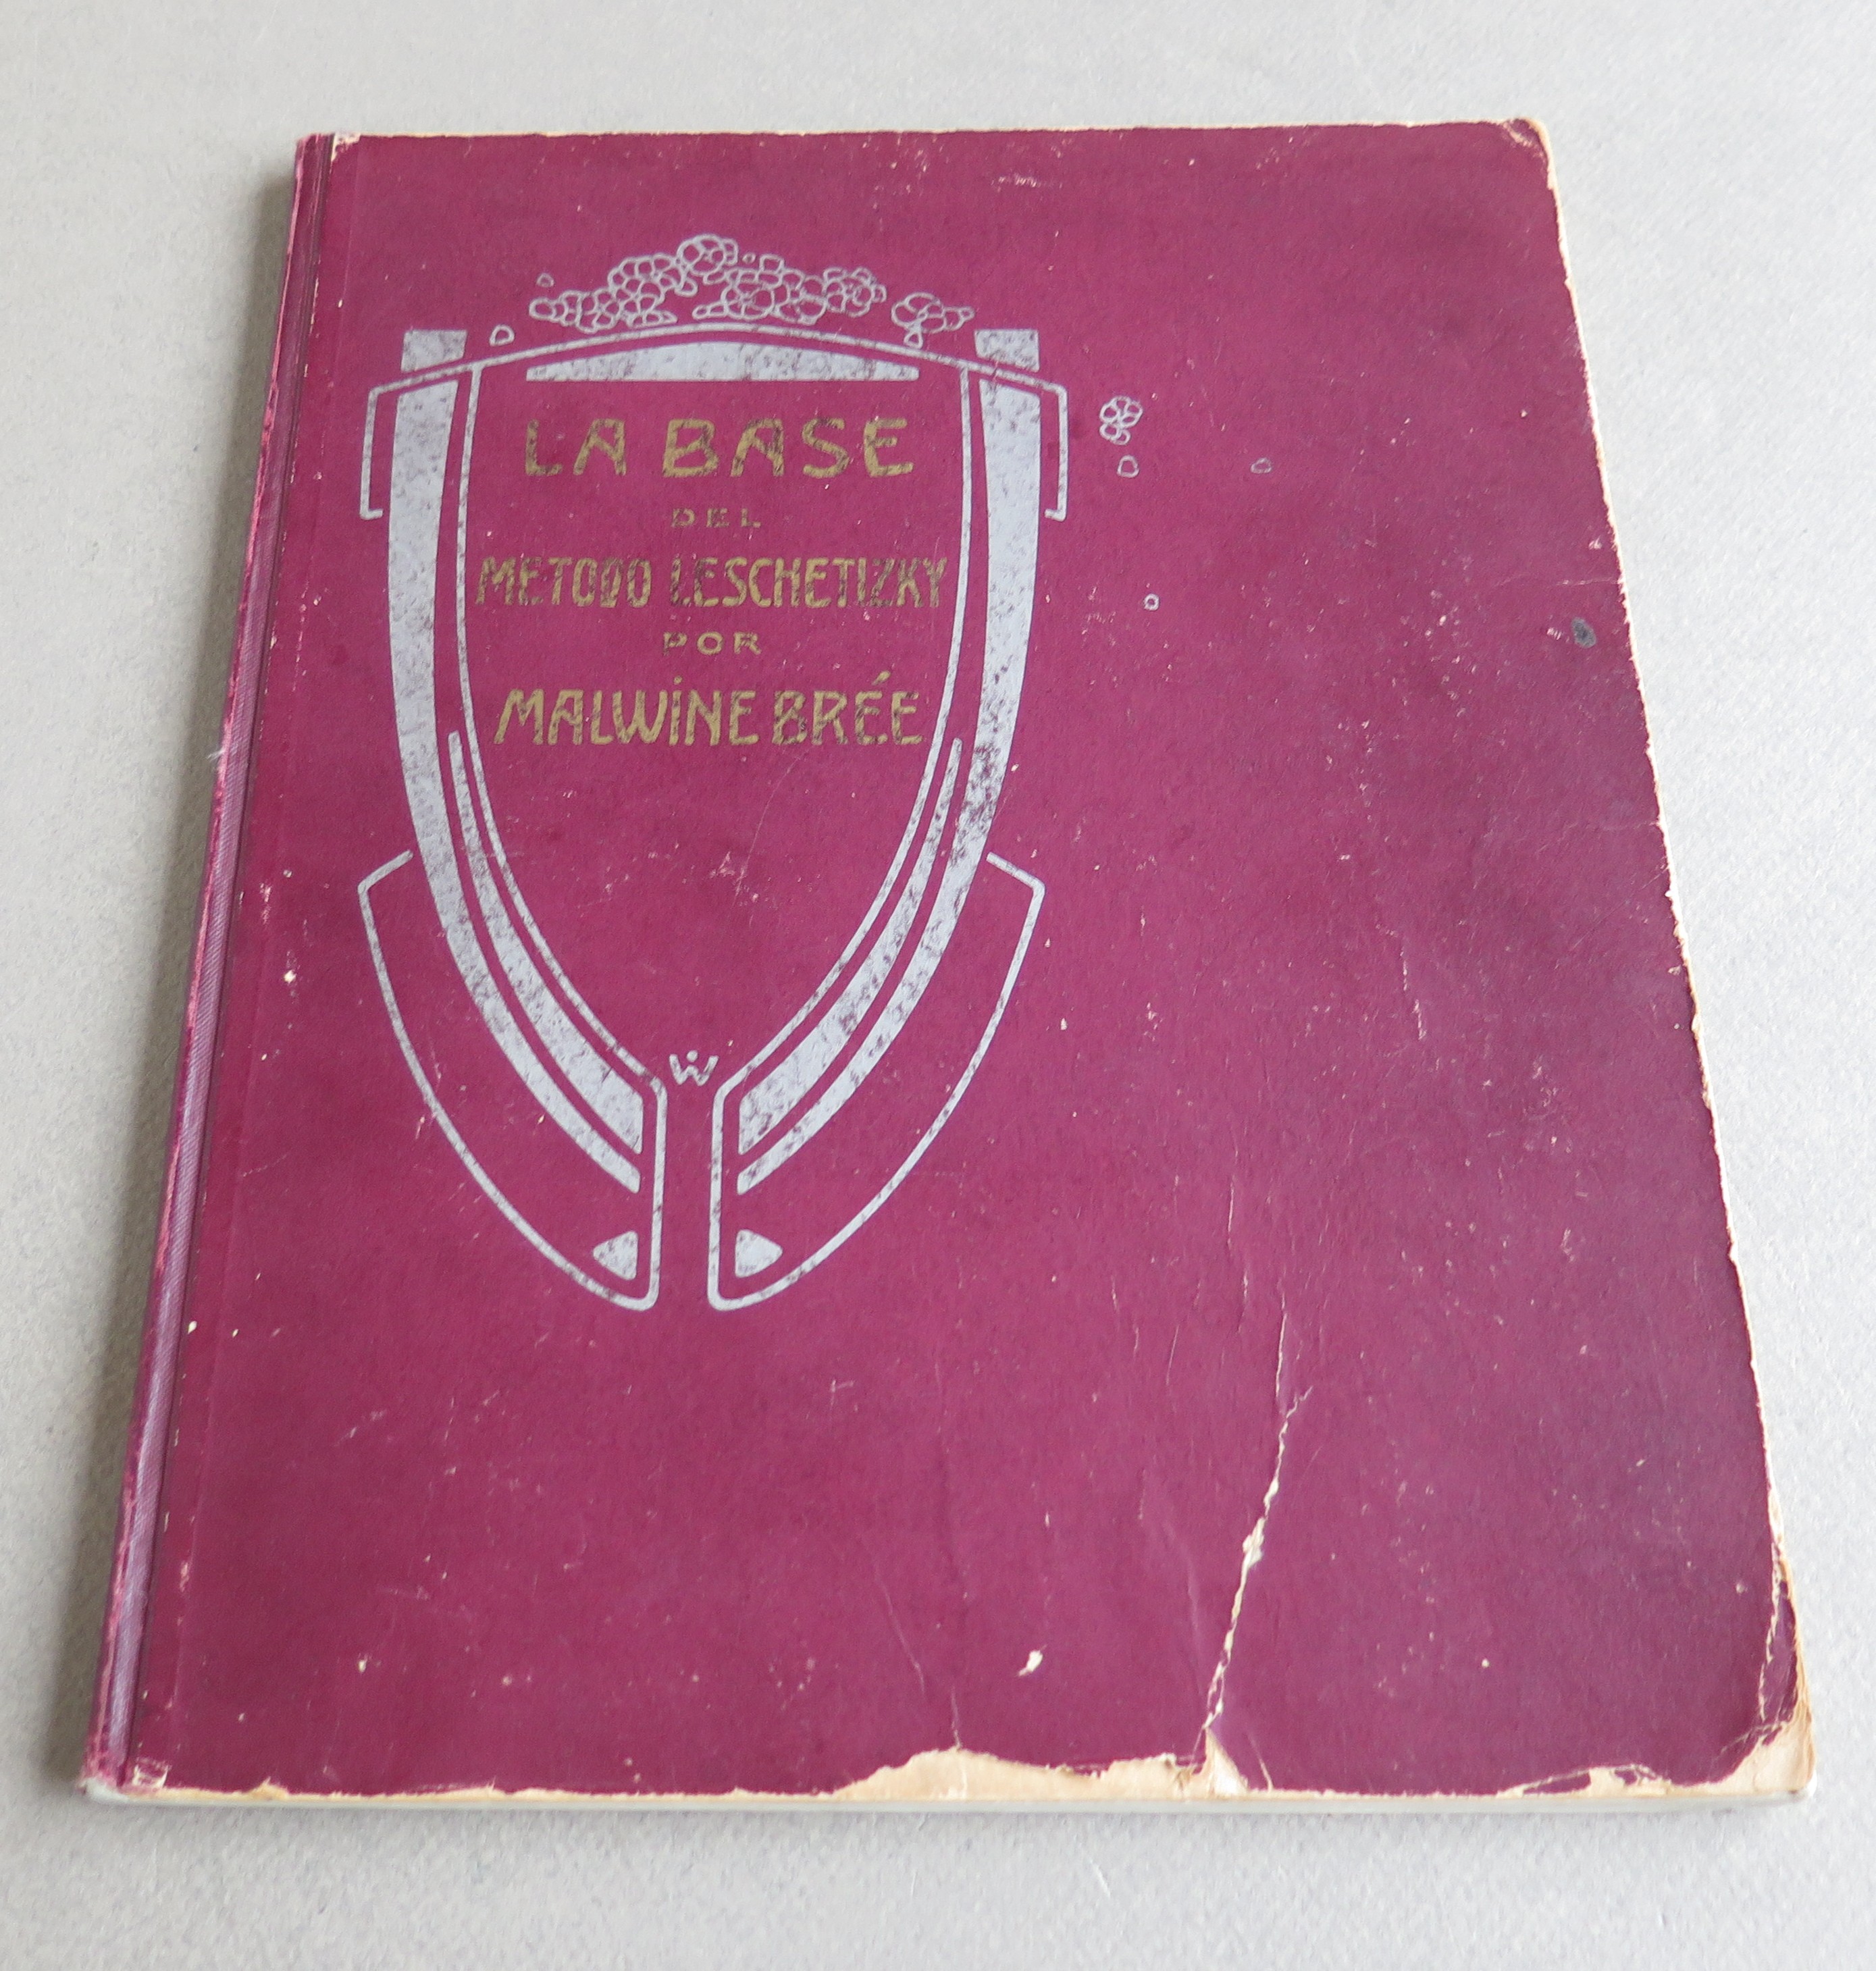 LA BASE
DEL
METODO LESCHETIZKY
POR
MALWINE BRÉE
W